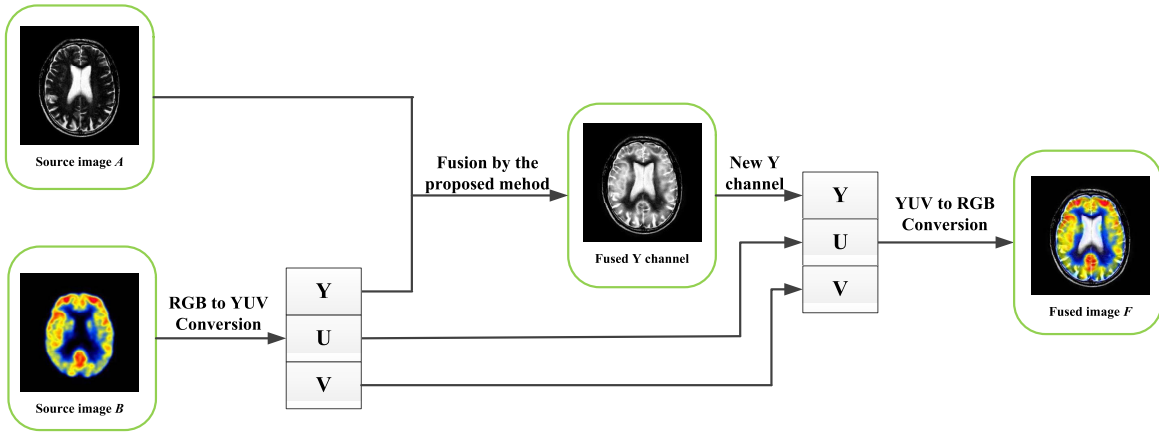 Source image A
Fusion by the
proposed mehod
Fused Y channel
New Y
channel
Y
U
V
YUV to RGB
Conversion
Fused image F
RGB to YUV
Conversion
Y
U
V
Source image B